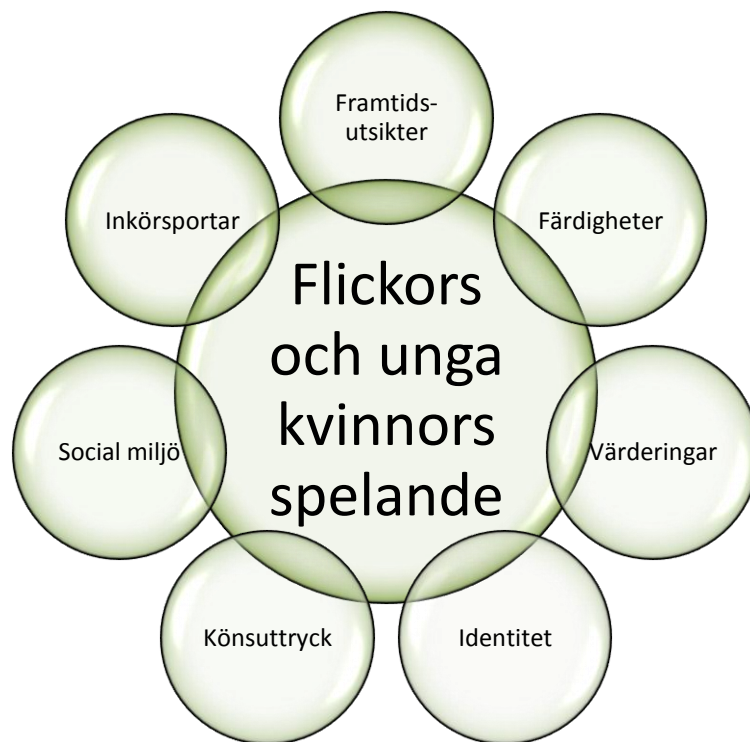 Framtids-
utsikter
Inkörsportar
Färdigheter
Flickors
och unga
kvinnors
spelande
Social miljö
Värderingar
Könsuttryck
Identitet